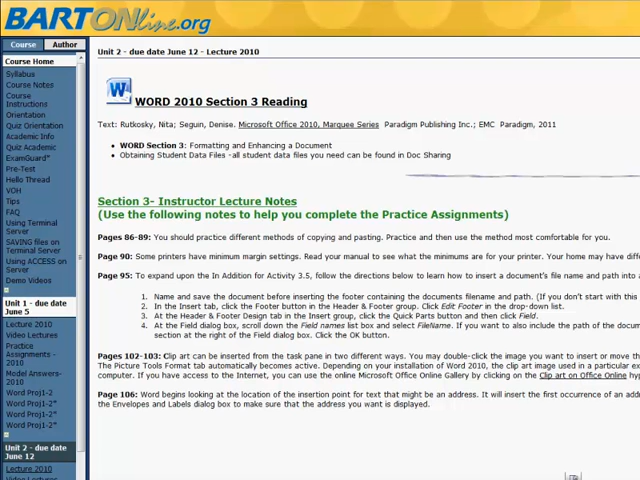 BARTONline.org
Course Author
Course Home
Syllabus
Course Notes
Course
Instructions
Orientation
Quiz Orientation
Academic Info
Quiz Academic
ExamGuard™
Pre-Test
Hello Thread
VOH
Tips
FAQ
Using Terminal
Server
SAVING files on
Terminal Server
Using ACCESS on
Server
Demo Videos
Unit 1 - due date
June 5
Lecture 2010
Video Lectures
Practice
Assignments -
2010
Model Answers-
2010
Word Proj1-2
Word Proj1-2*
Word Proj1-2*
Unit 2 - due date
June 12
Lecture 2010
Video Lectures
Unit 2 - due date June 12 - Lecture 2010
WORD 2010 Section 3 Reading
Text: Rutkosky, Nita; Seguin, Denise. Microsoft Office 2010, Marquee Series Paradigm Publishing Inc.; EMC Paradigm, 2011
• WORD Section 3: Formatting and Enhancing a Document
• Obtaining Student Data Files -all student data files you need can be found in Doc Sharing
Section 3- Instructor Lecture Notes
(Use the following notes to help you complete the Practice Assignments)
Pages 86-89: You should practice different methods of copying and pasting. Practice and then use the method most comfortable for you.
Page 90: Some printers have minimum margin settings. Read your manual to see what the minimums are for your printer. Your home may have diffe
Page 95: To expand upon the In Addition for Activity 3.5, follow the directions below to learn how to insert a document's file name and path into a
1. Name and save the document before inserting the footer containing the documents filename and path. (If you don't start with this
2. In the Insert tab, click the Footer button in the Header & Footer group. Click Edit Footer in the drop-down list.
3. At the Header & Footer Design tab in the Insert group, click the Quick Parts button and then click Field.
4. At the Field dialog box, scroll down the Field names list box and select FileName. If you want to also include the path of the docum
section at the right of the Field dialog box. Click the OK button.
Pages 102-103: Clip art can be inserted from the task pane in two different ways. You may double-click the image you want to insert or move the
The Picture Tools Format tab automatically becomes active. Depending on your installation of Word 2010, the clip art image used in a particular ex
computer. If you have access to the Internet, you can use the online Microsoft Office Online Gallery by clicking on the Clip art on Office Online hy
Page 106: Word begins looking at the location of the insertion point for text that might be an address. It will insert the first occurrence of an add
the Envelopes and Labels dialog box to make sure that the address you want is displayed.